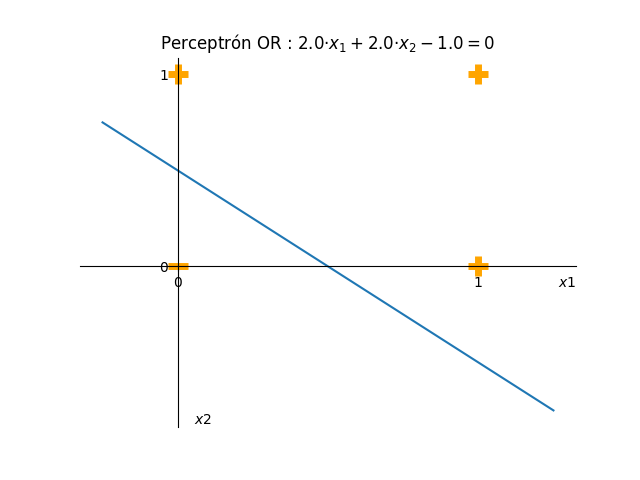 Perceptrón OR : 2.0·x₁ + 2.0·x₂ − 1.0 = 0
1
0
0 1 x1
x2